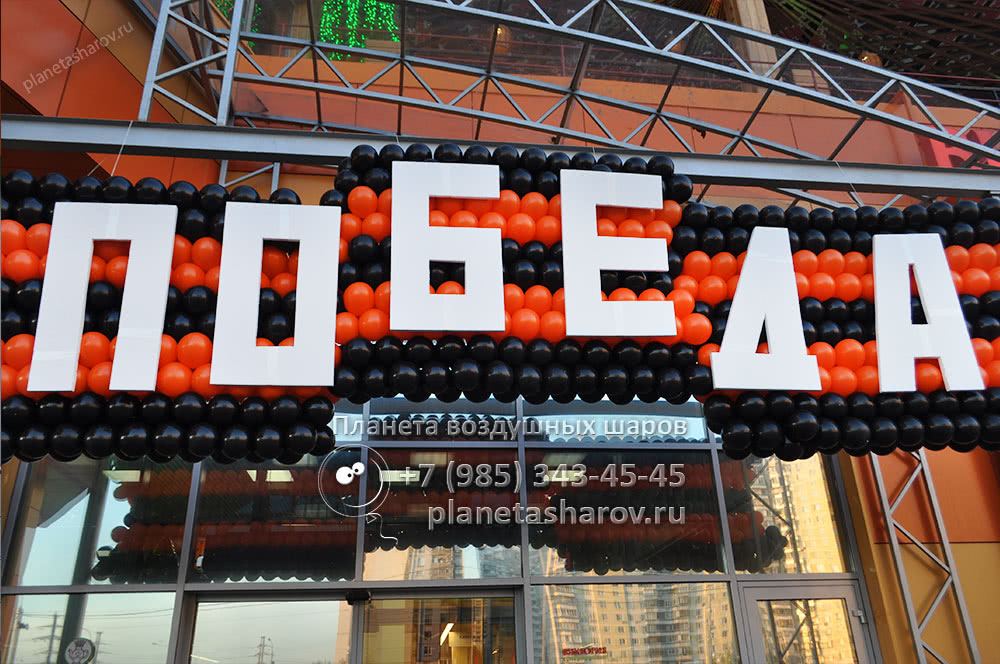 planetasharov.ru
ПОБЕДА
Планета воздушных шаров
+7 (985) 343-45-45
planetasharov.ru